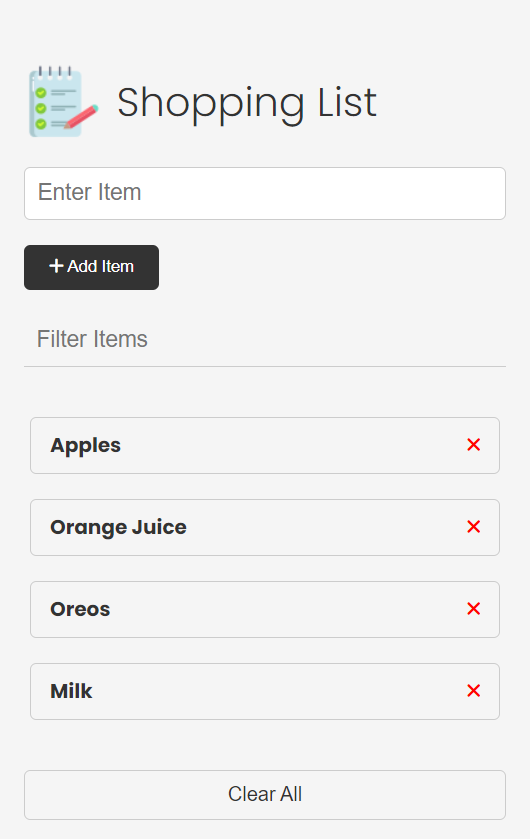 Shopping List
Enter Item
Add Item
Filter Items
Apples
Orange Juice
Oreos
Milk
Clear All